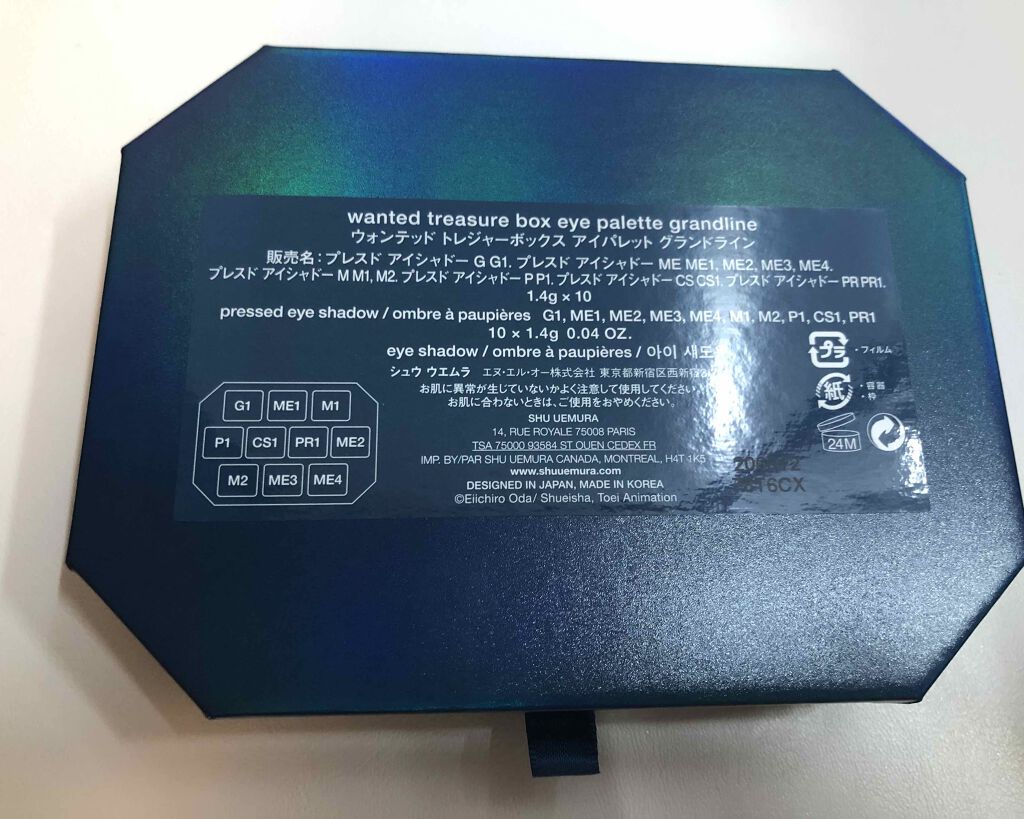 wanted treasure box eye palette grandline
ウォンテッド トレジャーボックス アイパレット グランドライン
販売名：プレスド アイシャドー G G1. プレスド アイシャドー ME ME1, ME2, ME3, ME4.
プレスド アイシャドー M M1, M2. プレスド アイシャドー P P1. プレスド アイシャドー CS CS1. プレスド アイシャドー PR PR1.
1.4g × 10
pressed eye shadow / ombre à paupières G1, ME1, ME2, ME3, ME4, M1, M2, P1, CS1, PR1
10 × 1.4g 0.04 OZ.
eye shadow / ombre à paupières / 아이 섀도
シュウ ウエムラ エヌ・エル・オー株式会社 東京都新宿区西新宿
お肌に異常が生じていないかよく注意して使用してください。
お肌に合わないときは、ご使用をおやめください。
SHU UEMURA
14, RUE ROYALE 75008 PARIS
TSA 75000 93584 ST OUEN CEDEX FR
IMP. BY/PAR SHU UEMURA CANADA, MONTREAL, H4T 1K5
www.shuuemura.com
DESIGNED IN JAPAN, MADE IN KOREA
©Eiichiro Oda/ Shueisha, Toei Animation
G1 ME1 M1
P1 CS1 PR1 ME2
M2 ME3 ME4
プラ ・フィルム
紙 ・容器
・枠
24M